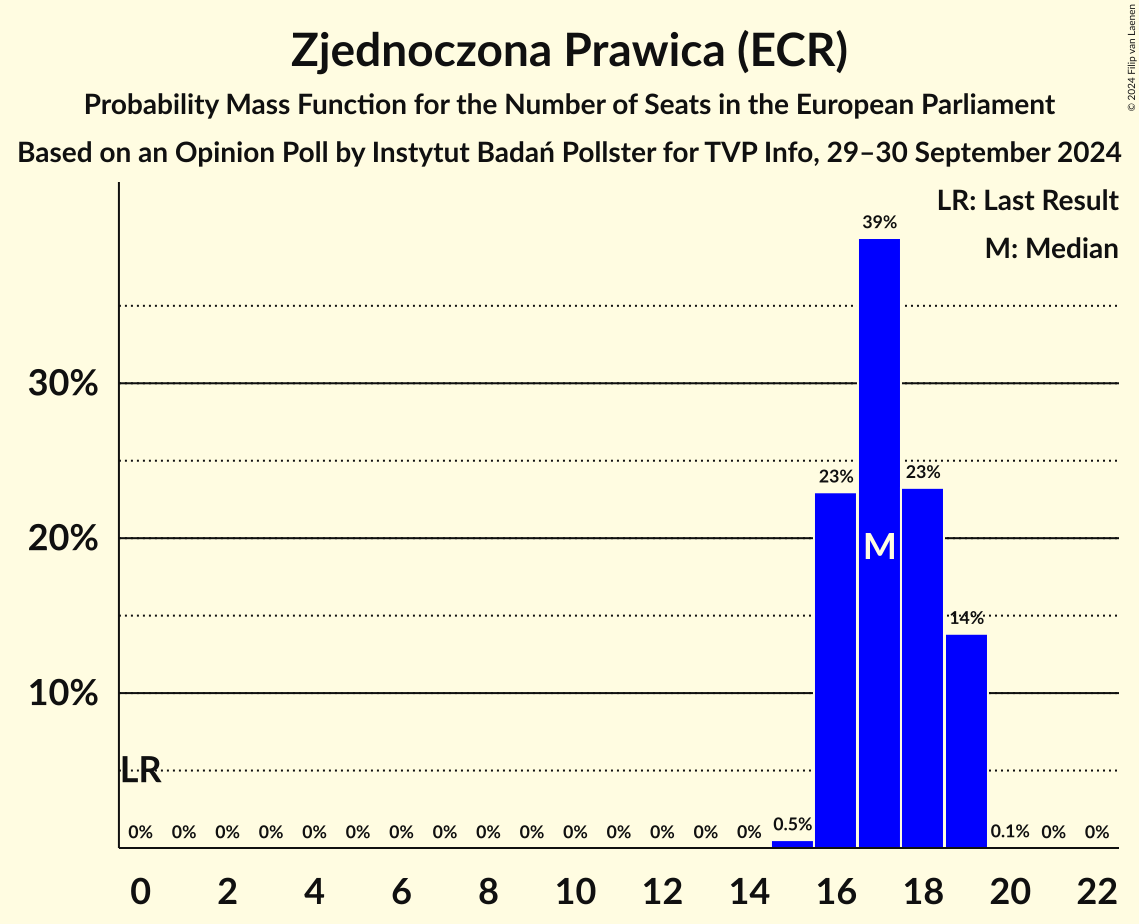 Zjednoczona Prawica (ECR)
Probability Mass Function for the Number of Seats in the European Parliament
Based on an Opinion Poll by Instytut Badań Pollster for TVP Info, 29–30 September 2024
© 2024 Filip van Laenen
LR: Last Result
M: Median
39%
30%
23%
23%
20%
M
14%
10%
LR
0% 0% 0% 0% 0% 0% 0% 0% 0% 0% 0% 0% 0% 0% 0% 0.5% 0.1% 0% 0%
0 2 4 6 8 10 12 14 16 18 20 22